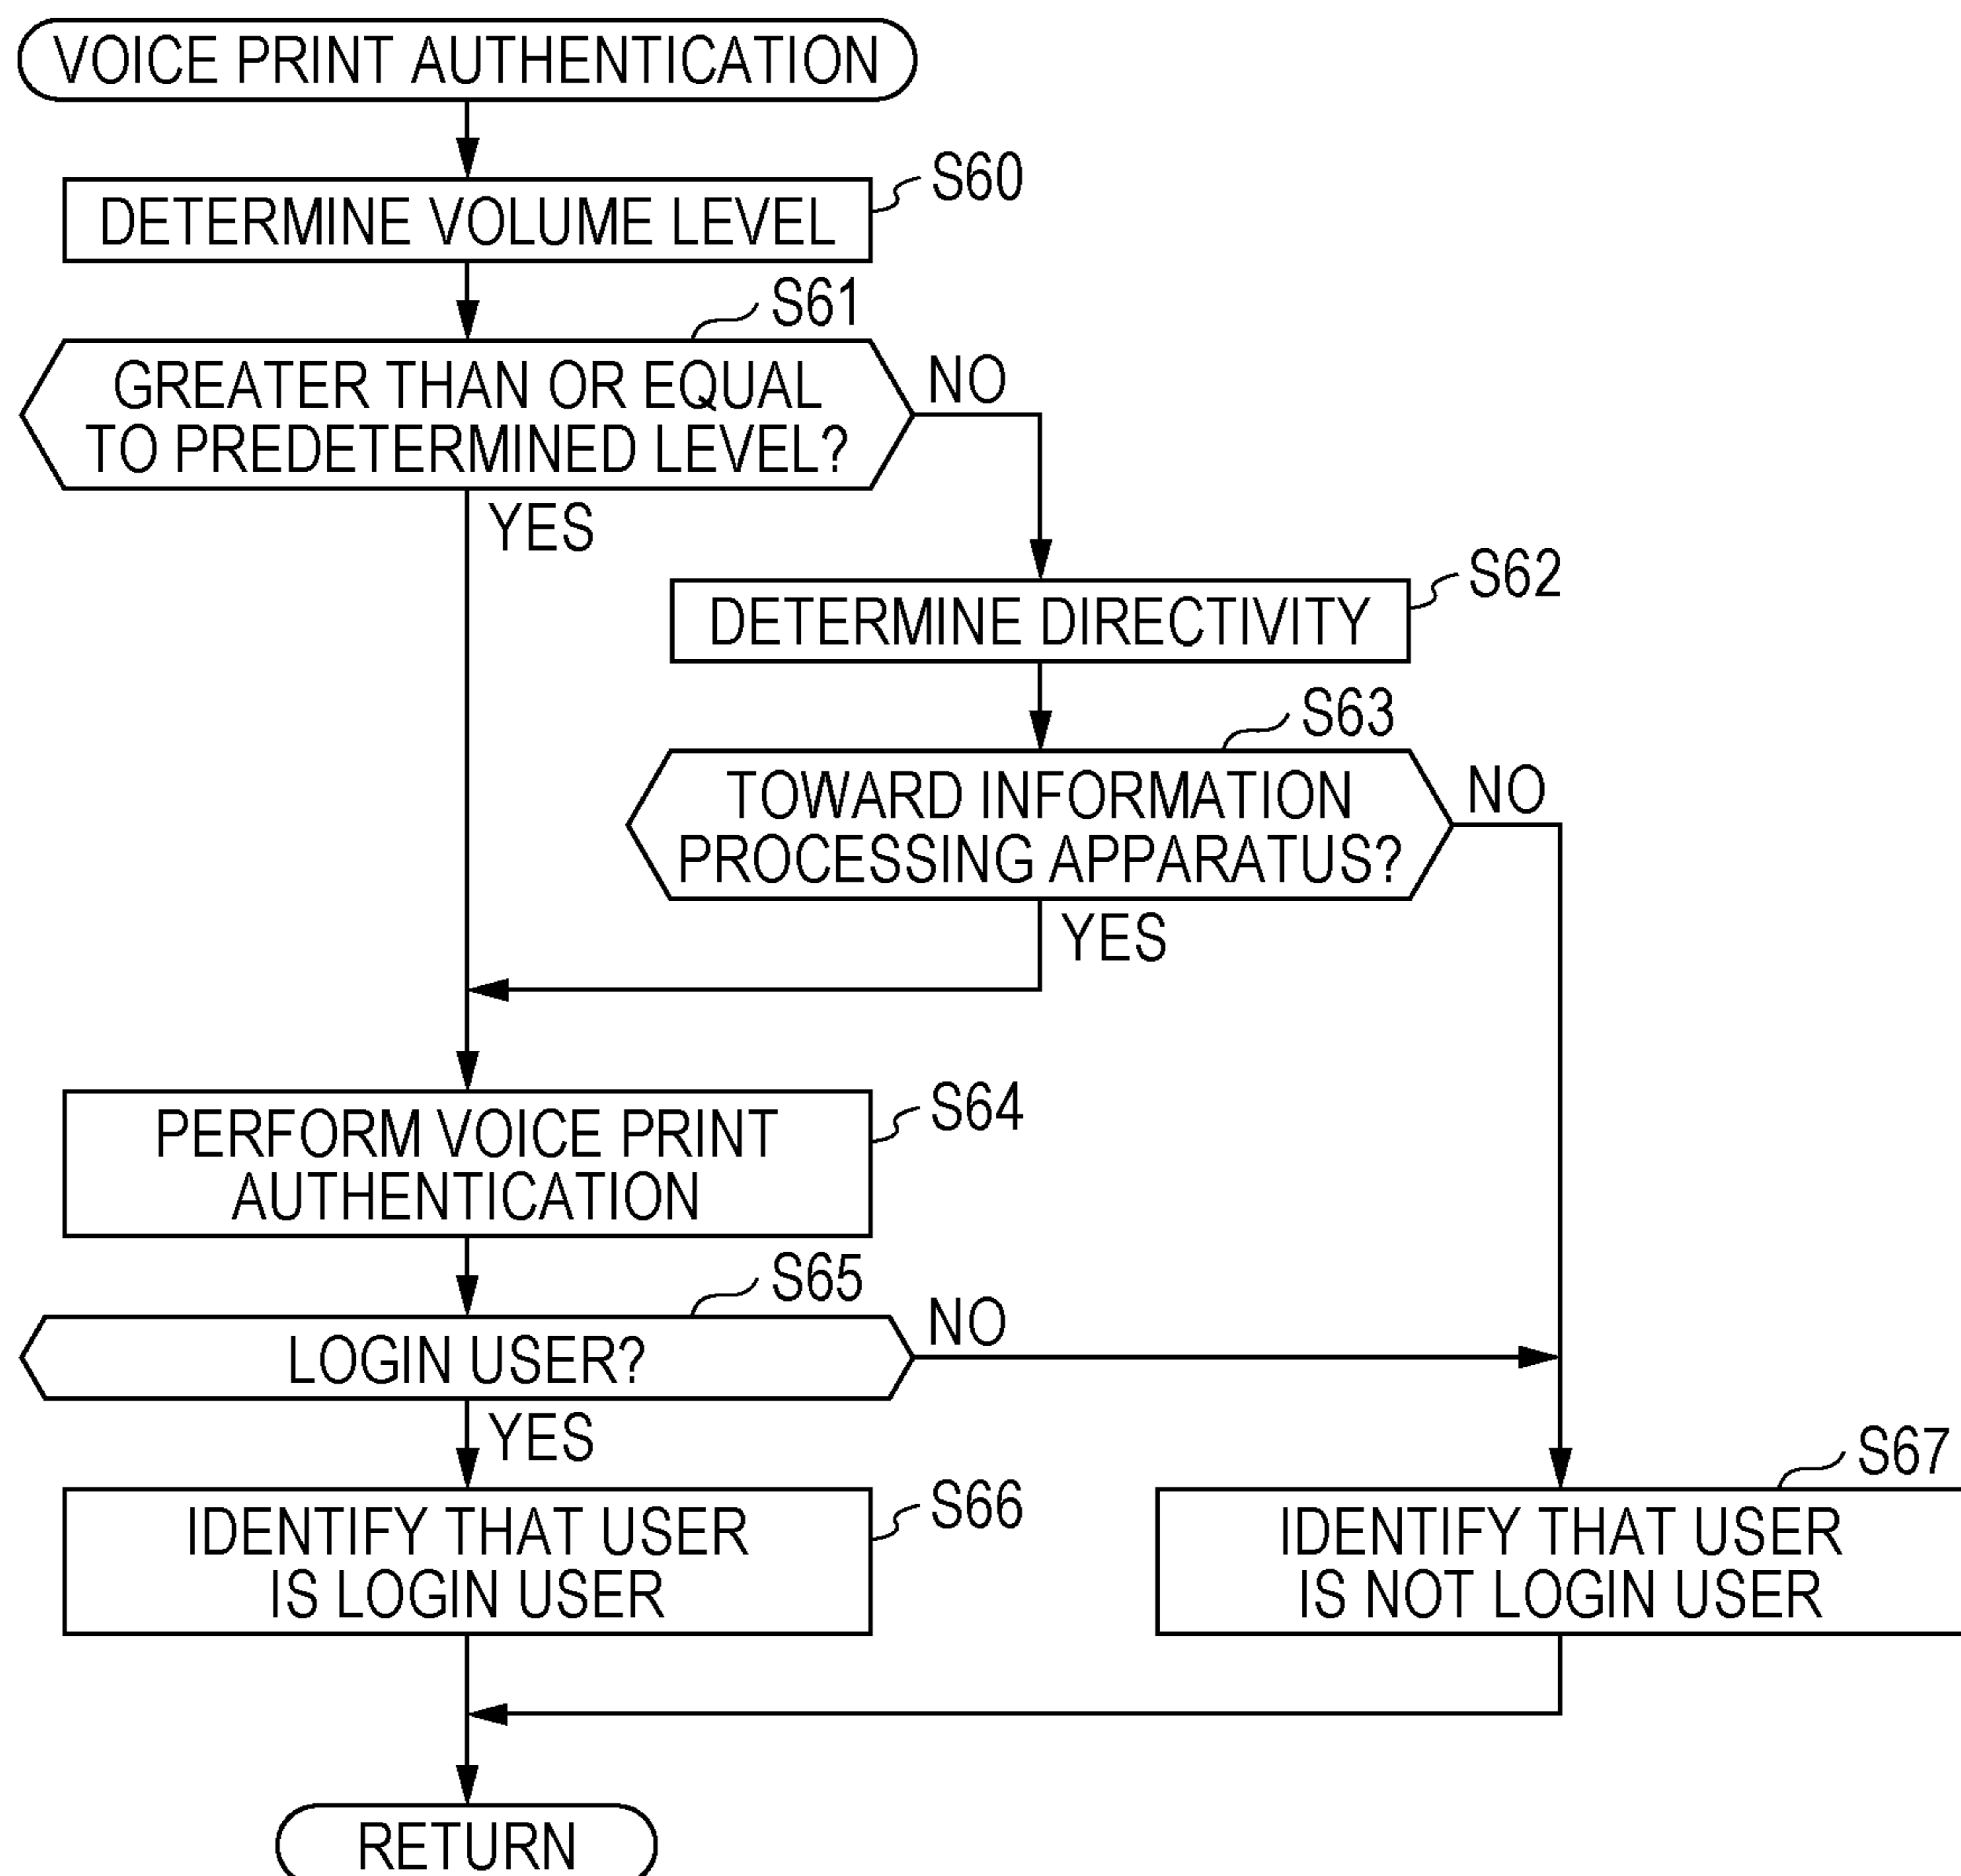 VOICE PRINT AUTHENTICATION
S60
DETERMINE VOLUME LEVEL
S61
GREATER THAN OR EQUAL
TO PREDETERMINED LEVEL?
NO
YES
S62
DETERMINE DIRECTIVITY
S63
TOWARD INFORMATION
PROCESSING APPARATUS?
NO
YES
S64
PERFORM VOICE PRINT
AUTHENTICATION
S65
LOGIN USER?
NO
YES
S66
IDENTIFY THAT USER
IS LOGIN USER
S67
IDENTIFY THAT USER
IS NOT LOGIN USER
RETURN